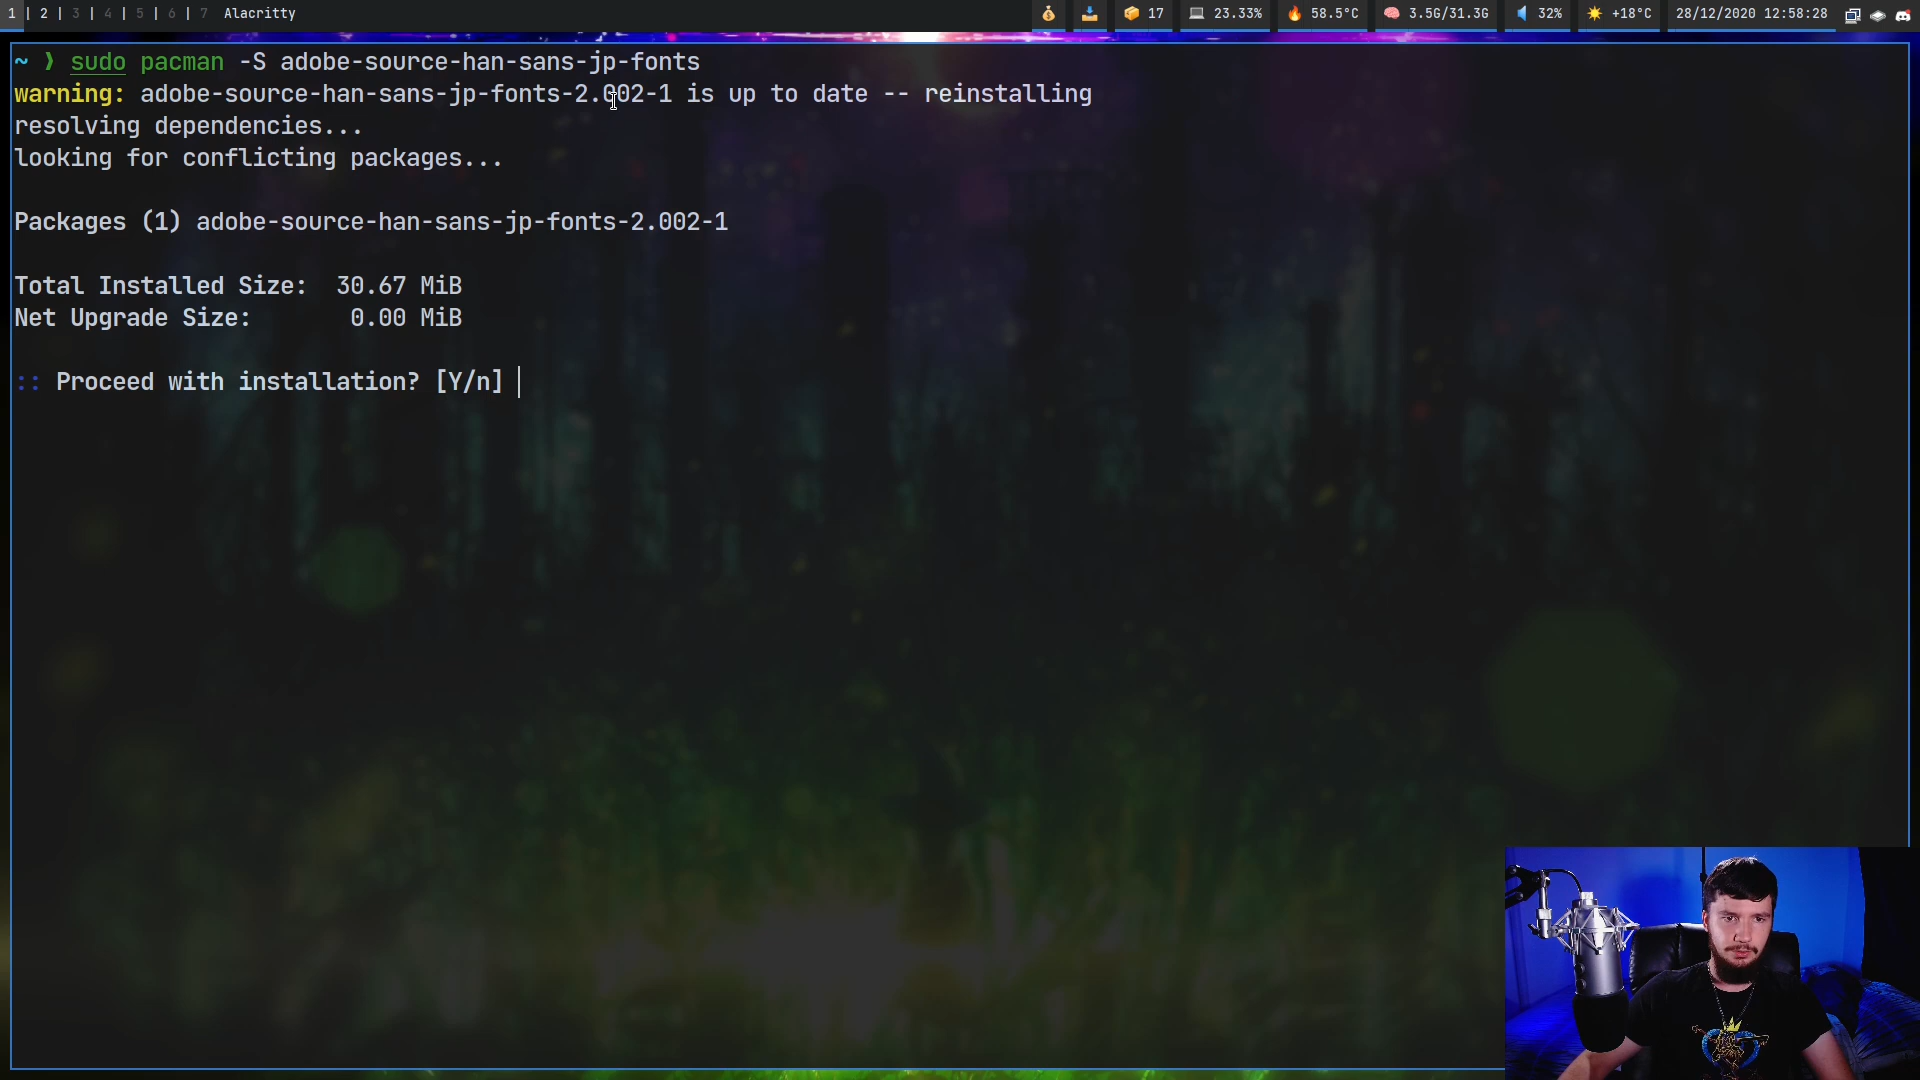 1 | 2 | 3 | 4 | 5 | 6 | 7 Alacritty 17 23.33% 58.5°C 3.5G/31.3G 32% +18°C 28/12/2020 12:58:28
~ ❯ sudo pacman -S adobe-source-han-sans-jp-fonts
warning: adobe-source-han-sans-jp-fonts-2.002-1 is up to date -- reinstalling
resolving dependencies...
looking for conflicting packages...
Packages (1) adobe-source-han-sans-jp-fonts-2.002-1
Total Installed Size: 30.67 MiB
Net Upgrade Size: 0.00 MiB
:: Proceed with installation? [Y/n]